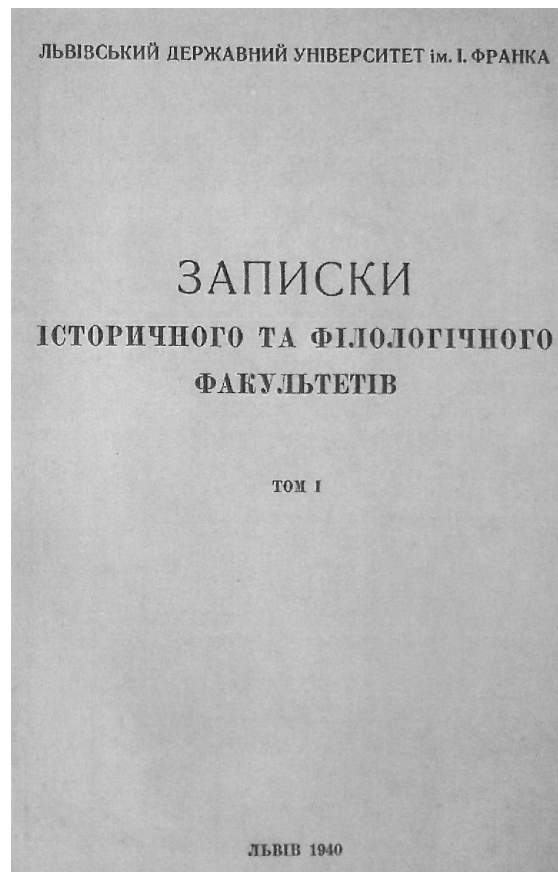 ЛЬВІВСЬКИЙ ДЕРЖАВНИЙ УНІВЕРСИТЕТ ім. І. ФРАНКА
ЗАПИСКИ
ІСТОРИЧНОГО ТА ФІЛОЛОГІЧНОГО
ФАКУЛЬТЕТІВ
ТОМ I
ЛЬВІВ 1940